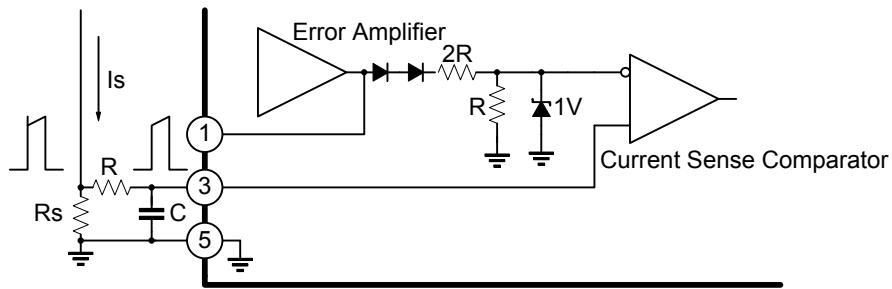 Error Amplifier
2R
Is
R
1V
1
Current Sense Comparator
R
3
Rs
C
5